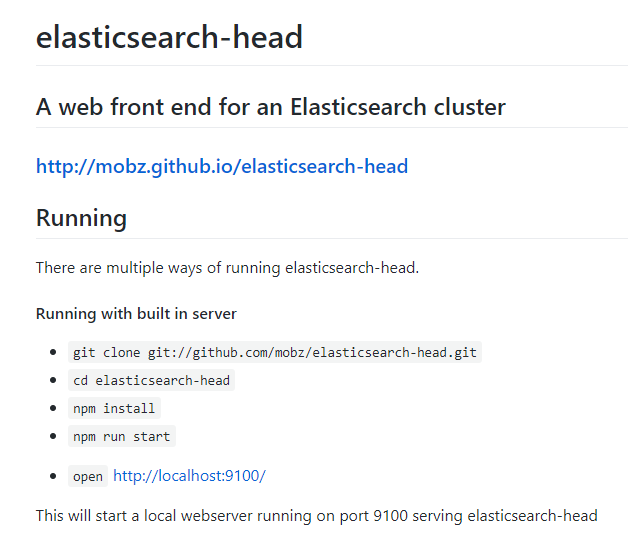 elasticsearch-head
A web front end for an Elasticsearch cluster
http://mobz.github.io/elasticsearch-head
Running
There are multiple ways of running elasticsearch-head.
Running with built in server
git clone git://github.com/mobz/elasticsearch-head.git
cd elasticsearch-head
npm install
npm run start
open http://localhost:9100/
This will start a local webserver running on port 9100 serving elasticsearch-head